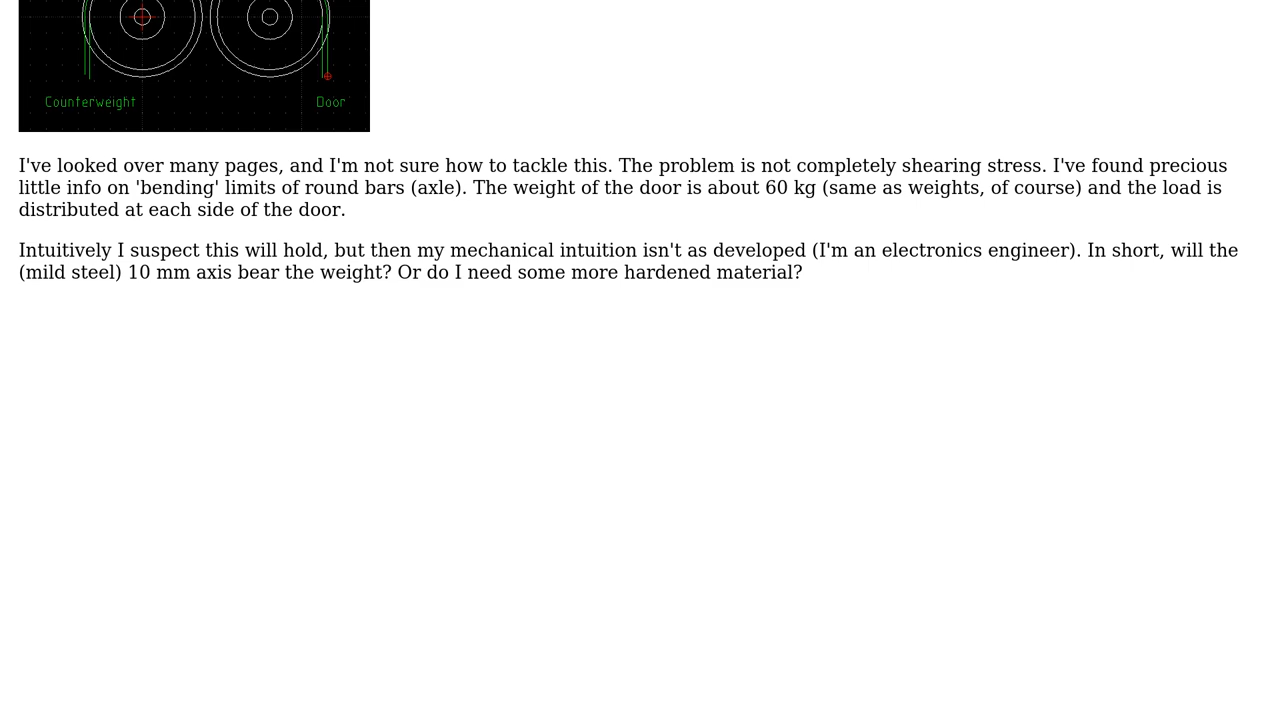 Counterweight Door
I've looked over many pages, and I'm not sure how to tackle this. The problem is not completely shearing stress. I've found precious
little info on 'bending' limits of round bars (axle). The weight of the door is about 60 kg (same as weights, of course) and the load is
distributed at each side of the door.
Intuitively I suspect this will hold, but then my mechanical intuition isn't as developed (I'm an electronics engineer). In short, will the
(mild steel) 10 mm axis bear the weight? Or do I need some more hardened material?